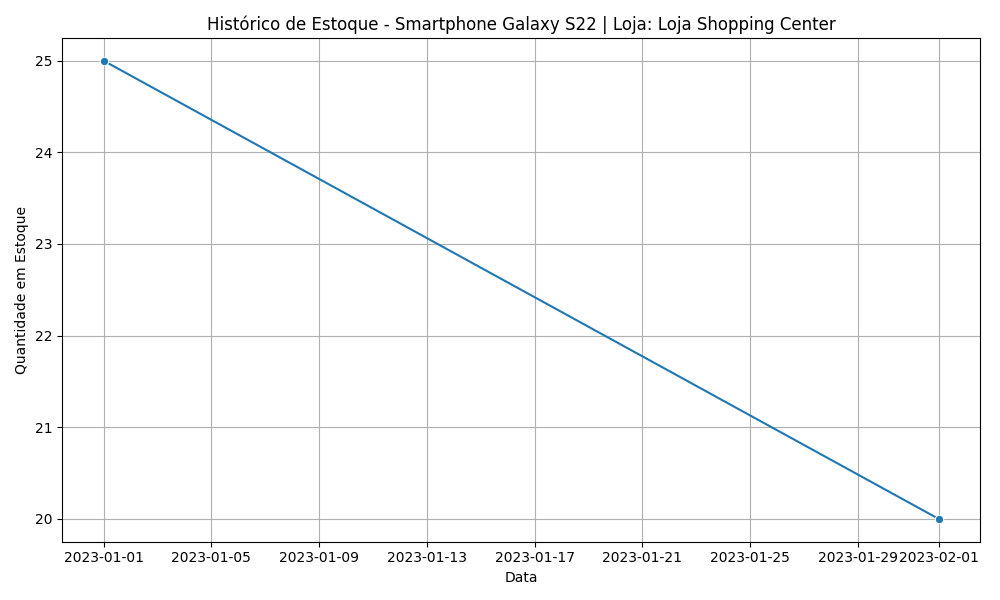 Histórico de Estoque - Smartphone Galaxy S22 | Loja: Loja Shopping Center
Quantidade em Estoque
25
24
23
22
21
20
2023-01-01 2023-01-05 2023-01-09 2023-01-13 2023-01-17 2023-01-21 2023-01-25 2023-01-29 2023-02-01
Data